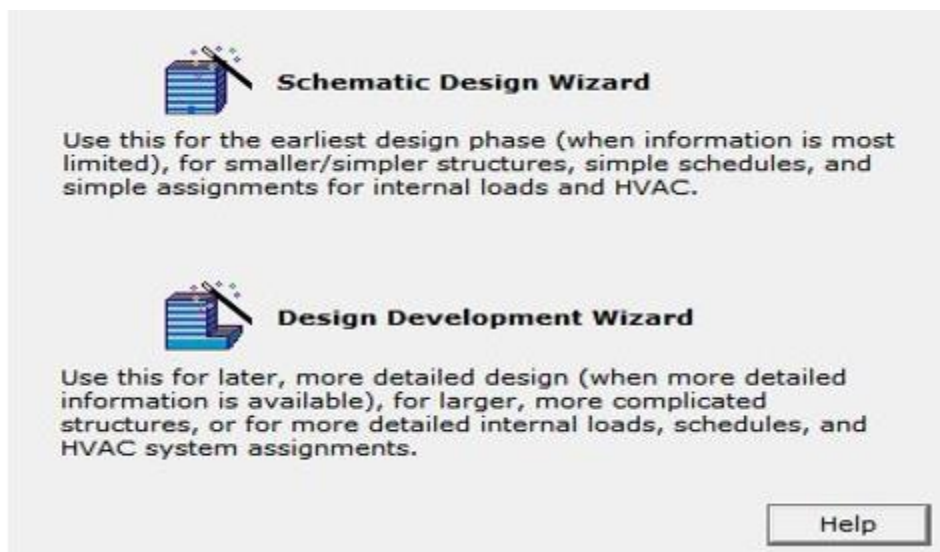 Schematic Design Wizard
Use this for the earliest design phase (when information is most
limited), for smaller/simpler structures, simple schedules, and
simple assignments for internal loads and HVAC.
Design Development Wizard
Use this for later, more detailed design (when more detailed
information is available), for larger, more complicated
structures, or for more detailed internal loads, schedules, and
HVAC system assignments.
Help